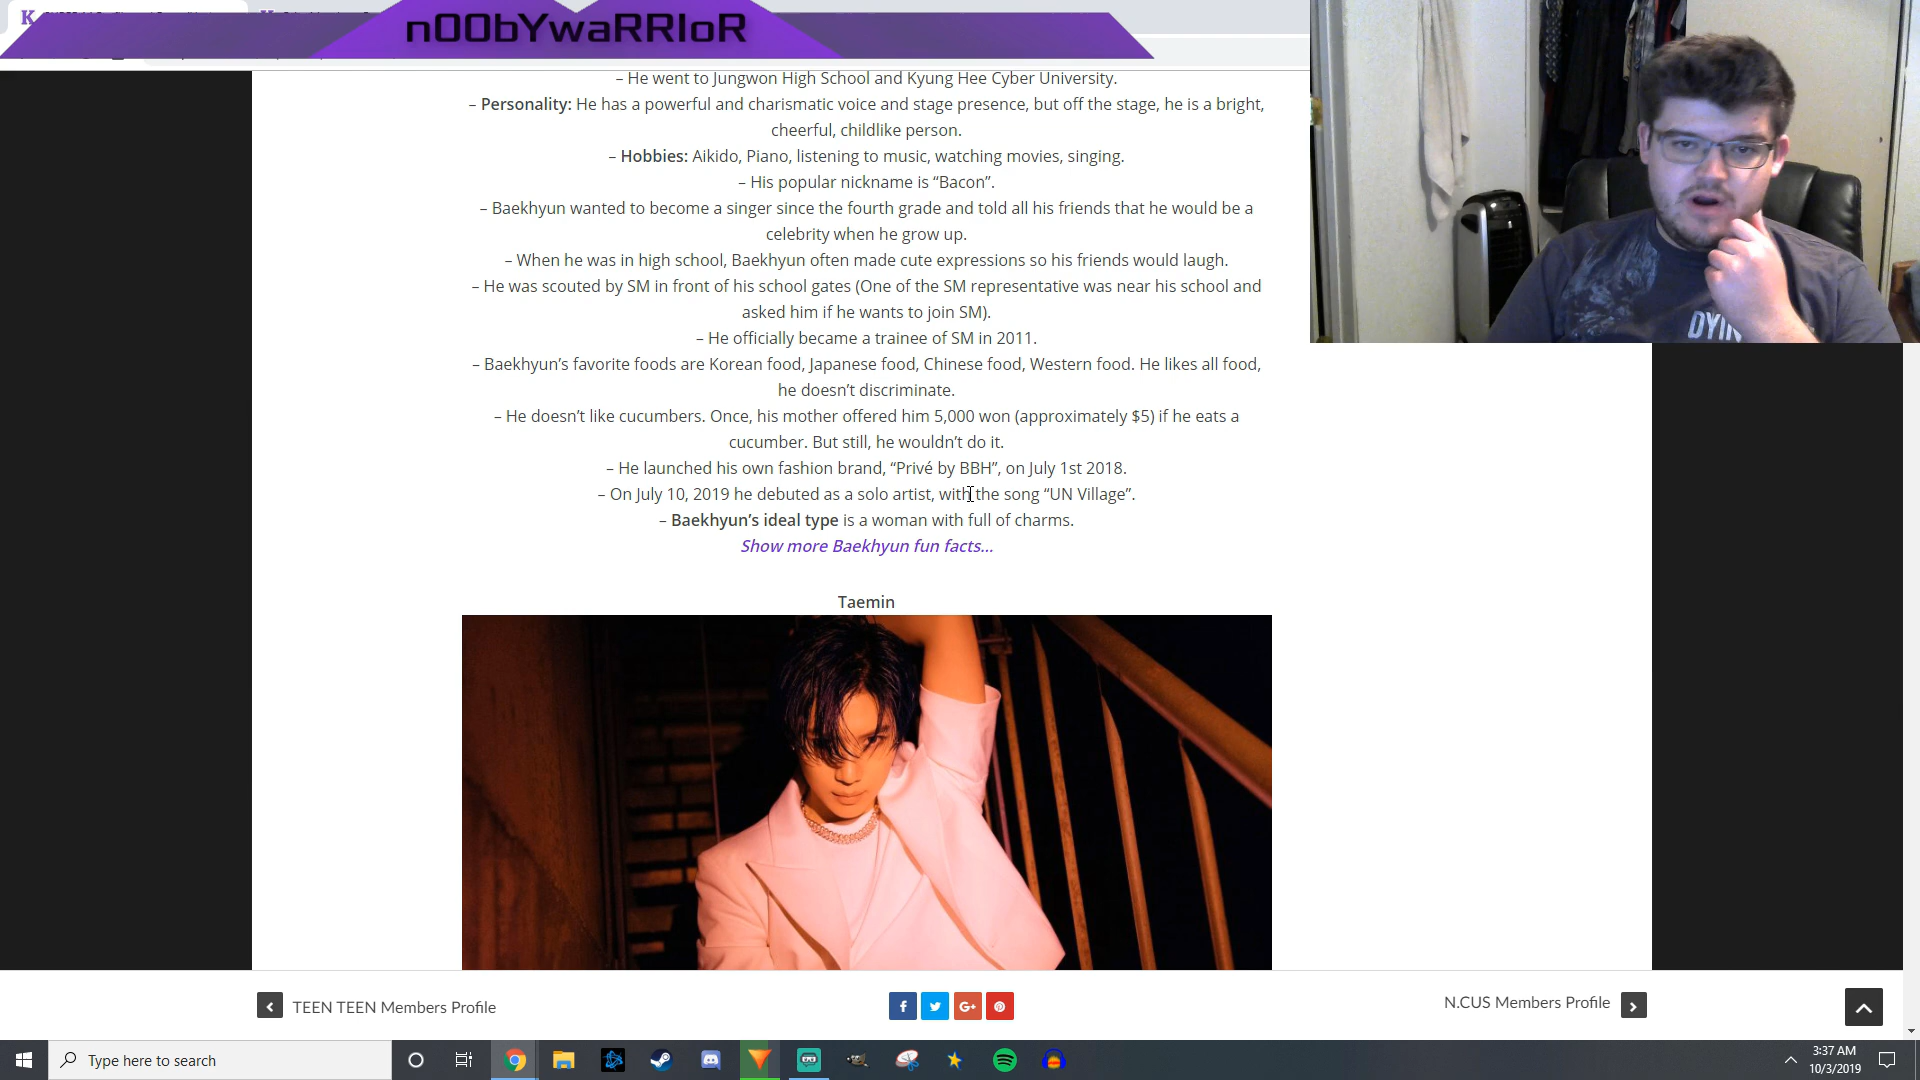 n00bYwaRRIoR
– He went to Jungwon High School and Kyung Hee Cyber University.
– Personality: He has a powerful and charismatic voice and stage presence, but off the stage, he is a bright,
cheerful, childlike person.
– Hobbies: Aikido, Piano, listening to music, watching movies, singing.
– His popular nickname is “Bacon”.
– Baekhyun wanted to become a singer since the fourth grade and told all his friends that he would be a
celebrity when he grow up.
– When he was in high school, Baekhyun often made cute expressions so his friends would laugh.
– He was scouted by SM in front of his school gates (One of the SM representative was near his school and
asked him if he wants to join SM).
– He officially became a trainee of SM in 2011.
– Baekhyun’s favorite foods are Korean food, Japanese food, Chinese food, Western food. He likes all food,
he doesn’t discriminate.
– He doesn’t like cucumbers. Once, his mother offered him 5,000 won (approximately $5) if he eats a
cucumber. But still, he wouldn’t do it.
– He launched his own fashion brand, “Privé by BBH”, on July 1st 2018.
– On July 10, 2019 he debuted as a solo artist, with the song “UN Village”.
– Baekhyun’s ideal type is a woman with full of charms.
Show more Baekhyun fun facts...
Taemin
DYIN
TEEN TEEN Members Profile
G+
N.CUS Members Profile
Type here to search
3:37 AM
10/3/2019